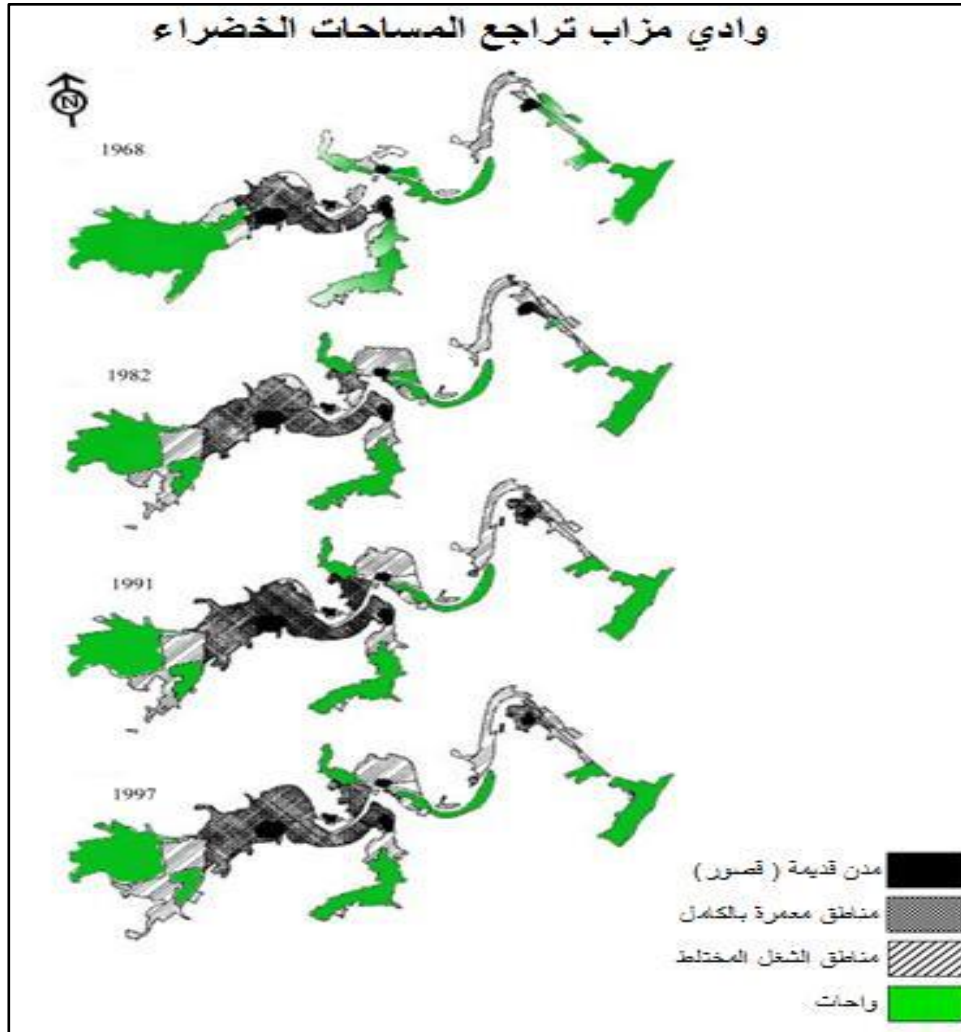 وادي مزاب تراجع المساحات الخضراء
N
1968
1982
1991
1997
مدن قديمة ( قصور )
مناطق معمرة بالكامل
مناطق الشغل المختلط
واحات